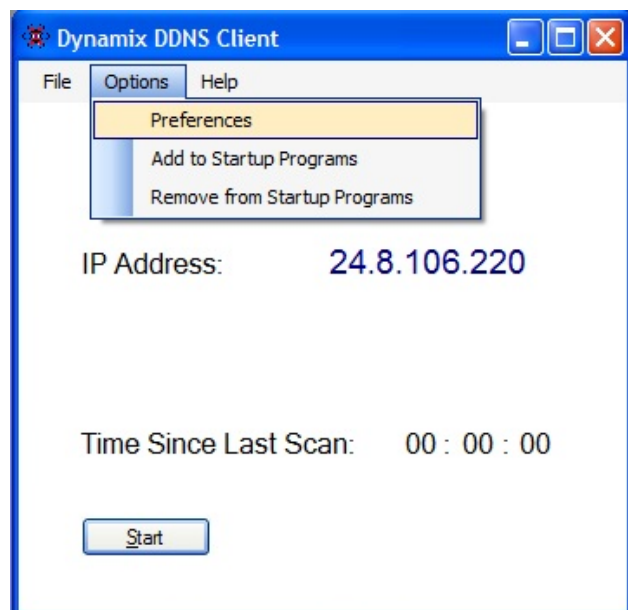 Dynamix DDNS Client
File Options Help
Preferences
Add to Startup Programs
Remove from Startup Programs
IP Address: 24.8.106.220
Time Since Last Scan: 00 : 00 : 00
Start